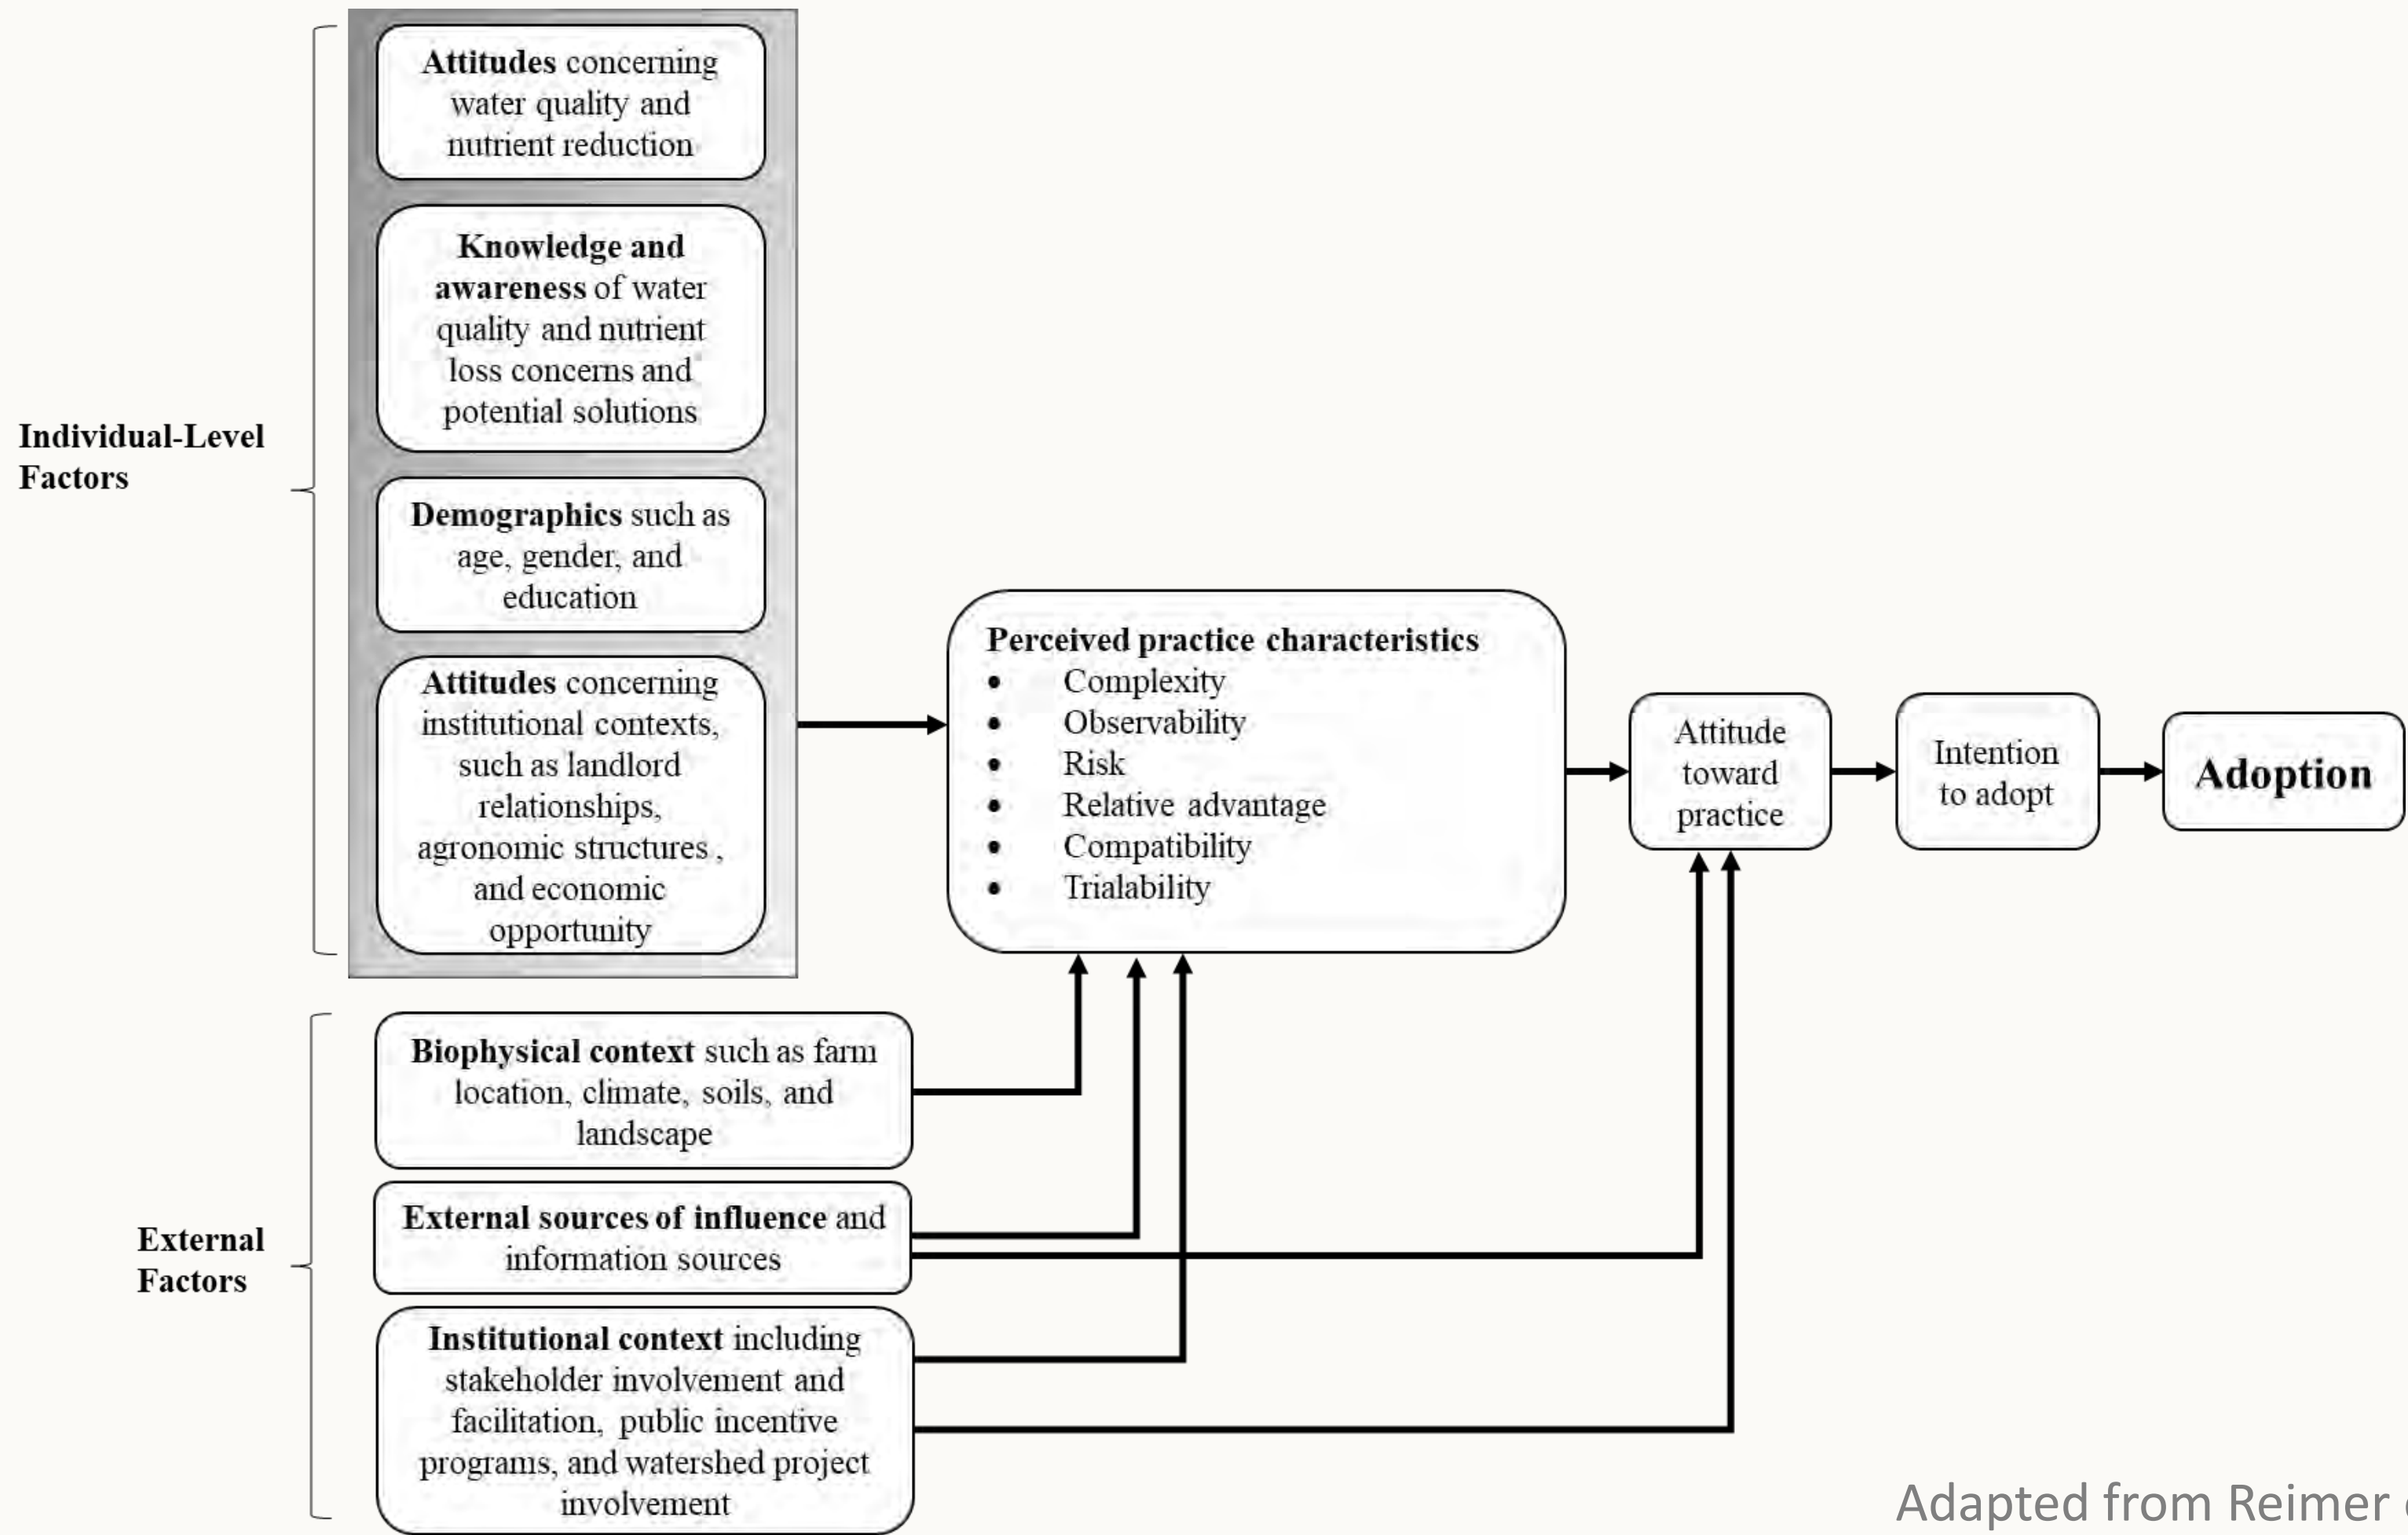 Attitudes concerning
water quality and
nutrient reduction
Knowledge and
awareness of water
quality and nutrient
loss concerns and
potential solutions
Individual-Level
Factors
Demographics such as
age, gender, and
education
Attitudes concerning
institutional contexts,
such as landlord
relationships,
agronomic structures ,
and economic
opportunity
Perceived practice characteristics
• Complexity
• Observability
• Risk
• Relative advantage
• Compatibility
• Trialability
Attitude
toward
practice
Intention
to adopt
Adoption
External
Factors
Biophysical context such as farm
location, climate, soils, and
landscape
External sources of influence and
information sources
Institutional context including
stakeholder involvement and
facilitation, public incentive
programs, and watershed project
involvement
Adapted from Reimer